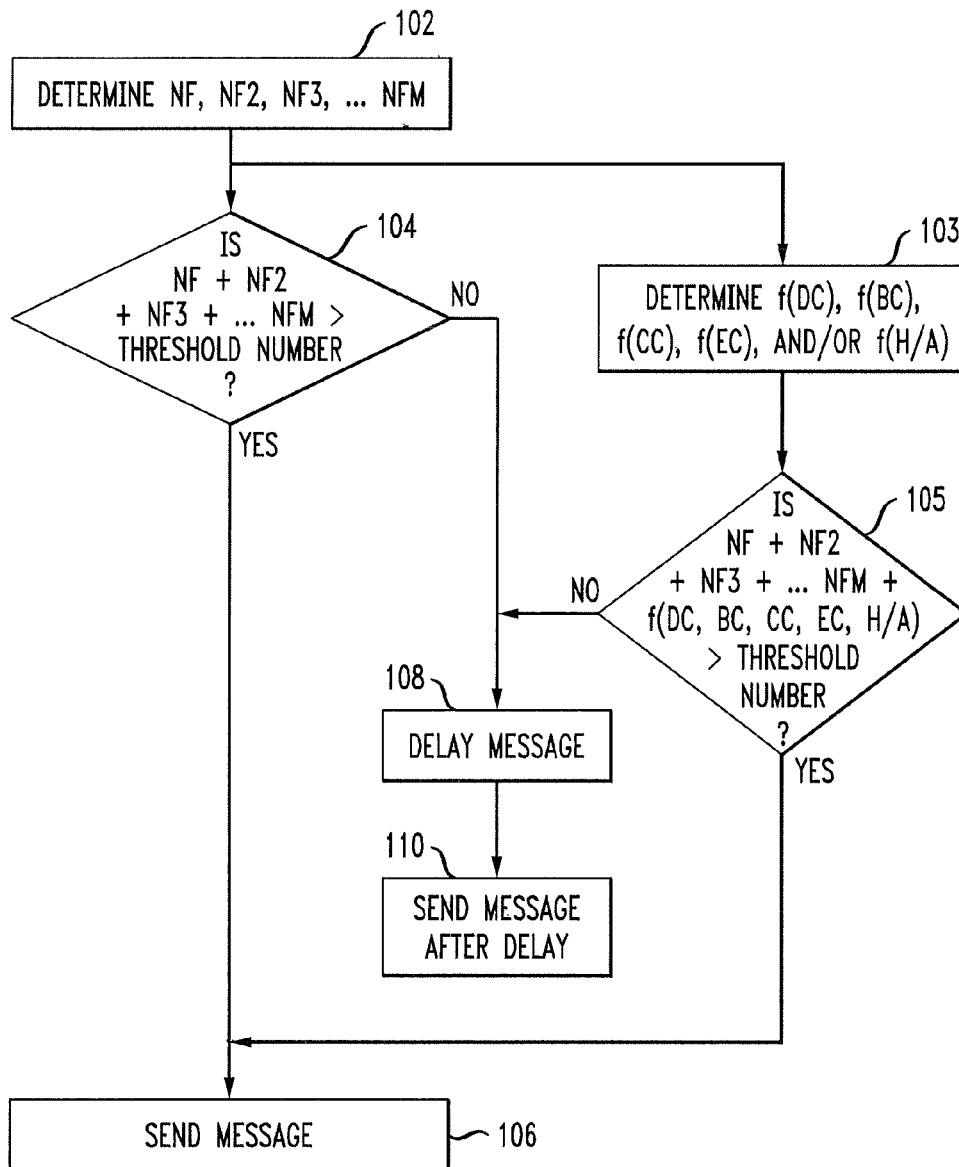 102
DETERMINE NF, NF2, NF3, ... NFM
104
IS
NF + NF2
+ NF3 + ... NFM >
THRESHOLD NUMBER
?
NO
YES
103
DETERMINE f(DC), f(BC),
f(CC), f(EC), AND/OR f(H/A)
105
IS
NF + NF2
+ NF3 + ... NFM +
f(DC, BC, CC, EC, H/A)
> THRESHOLD
NUMBER
?
NO
YES
108
DELAY MESSAGE
110
SEND MESSAGE
AFTER DELAY
SEND MESSAGE
106